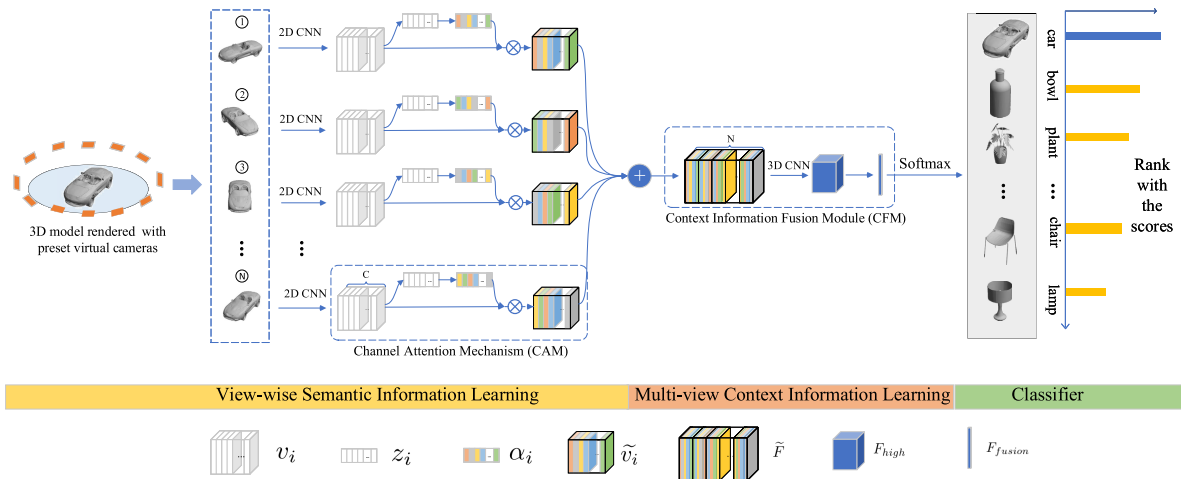 3D model rendered with
preset virtual cameras
①
②
③
Ⓝ
2D CNN
2D CNN
2D CNN
2D CNN
C
Channel Attention Mechanism (CAM)
N
3D CNN
Context Information Fusion Module (CFM)
Softmax
car
bowl
plant
chair
lamp
Rank
with
the
scores
View-wise Semantic Information Learning
Multi-view Context Information Learning
Classifier
v_i
z_i
α_i
ṽ_i
F̃
F_high
F_fusion